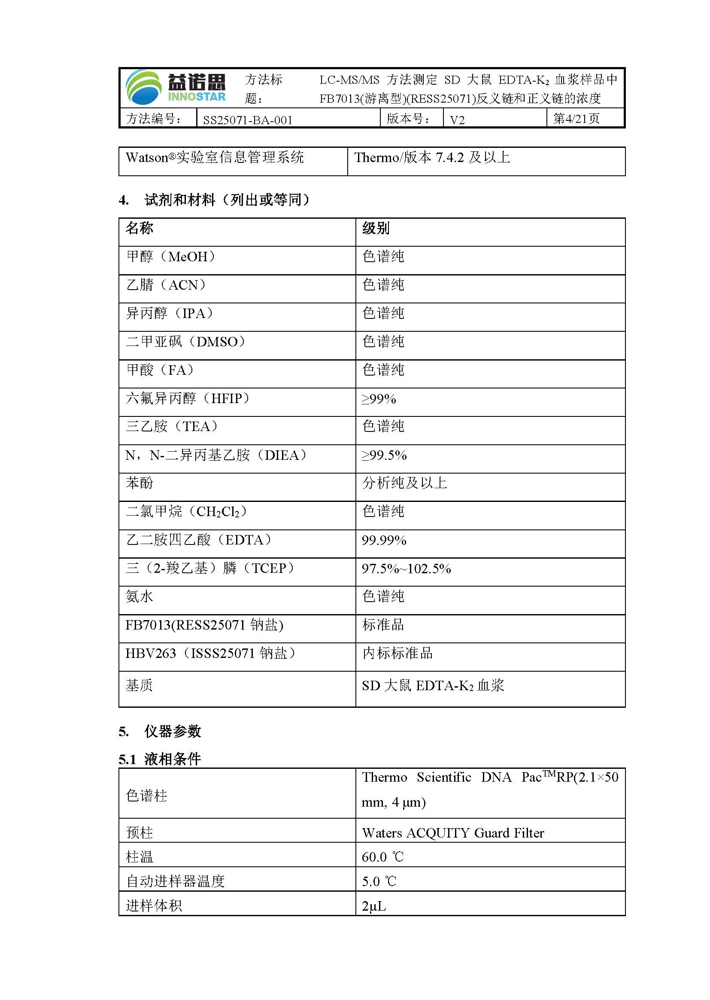 益诺思
INNOSTAR
方法标
题：
LC-MS/MS 方法测定 SD 大鼠 EDTA-K₂ 血浆样品中
FB7013(游离型)(RESS25071)反义链和正义链的浓度
方法编号： SS25071-BA-001 版本号： V2 第4/21页
Watson®实验室信息管理系统 Thermo/版本 7.4.2 及以上
4. 试剂和材料（列出或等同）
名称 级别
甲醇（MeOH） 色谱纯
乙腈（ACN） 色谱纯
异丙醇（IPA） 色谱纯
二甲亚砜（DMSO） 色谱纯
甲酸（FA） 色谱纯
六氟异丙醇（HFIP） ≥99%
三乙胺（TEA） 色谱纯
N，N-二异丙基乙胺（DIEA） ≥99.5%
苯酚 分析纯及以上
二氯甲烷（CH₂Cl₂） 色谱纯
乙二胺四乙酸（EDTA） 99.99%
三（2-羧乙基）膦（TCEP） 97.5%~102.5%
氨水 色谱纯
FB7013(RESS25071 钠盐) 标准品
HBV263（ISSS25071 钠盐） 内标标准品
基质 SD 大鼠 EDTA-K₂ 血浆
5. 仪器参数
5.1 液相条件
色谱柱 Thermo Scientific DNA Pac™RP(2.1×50
mm, 4 μm)
预柱 Waters ACQUITY Guard Filter
柱温 60.0 ℃
自动进样器温度 5.0 ℃
进样体积 2μL